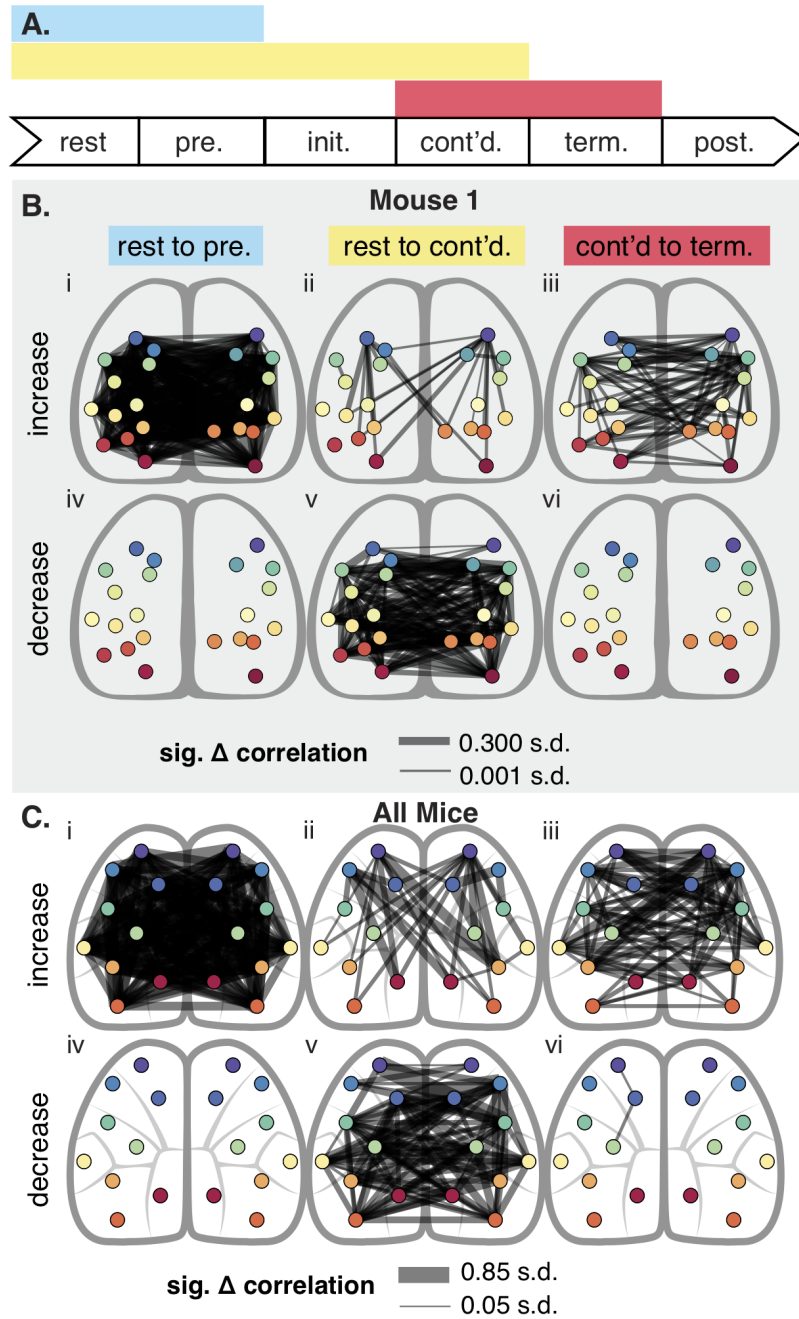 A.
rest pre. init. cont'd. term. post.
B. Mouse 1
rest to pre. rest to cont'd. cont'd to term.
i ii iii
increase
iv v vi
decrease
sig. Δ correlation
0.300 s.d.
0.001 s.d.
C. All Mice
i ii iii
increase
iv v vi
decrease
sig. Δ correlation
0.85 s.d.
0.05 s.d.